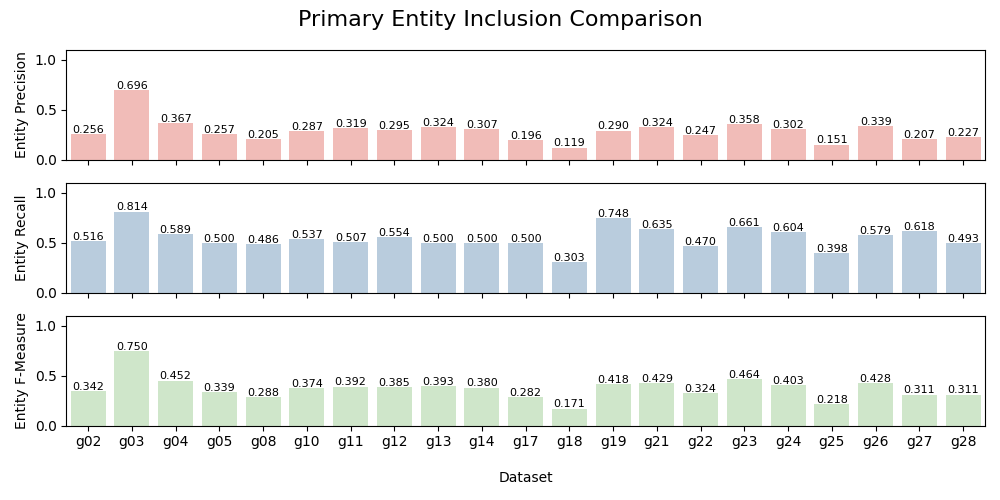 Primary Entity Inclusion Comparison
Entity Precision
1.0
0.5
0.0
0.256 0.696 0.367 0.257 0.205 0.287 0.319 0.295 0.324 0.307 0.196 0.119 0.290 0.324 0.247 0.358 0.302 0.151 0.339 0.207 0.227
Entity Recall
1.0
0.5
0.0
0.516 0.814 0.589 0.500 0.486 0.537 0.507 0.554 0.500 0.500 0.500 0.303 0.748 0.635 0.470 0.661 0.604 0.398 0.579 0.618 0.493
Entity F-Measure
1.0
0.5
0.0
0.342 0.750 0.452 0.339 0.288 0.374 0.392 0.385 0.393 0.380 0.282 0.171 0.418 0.429 0.324 0.464 0.403 0.218 0.428 0.311 0.311
g02 g03 g04 g05 g08 g10 g11 g12 g13 g14 g17 g18 g19 g21 g22 g23 g24 g25 g26 g27 g28
Dataset